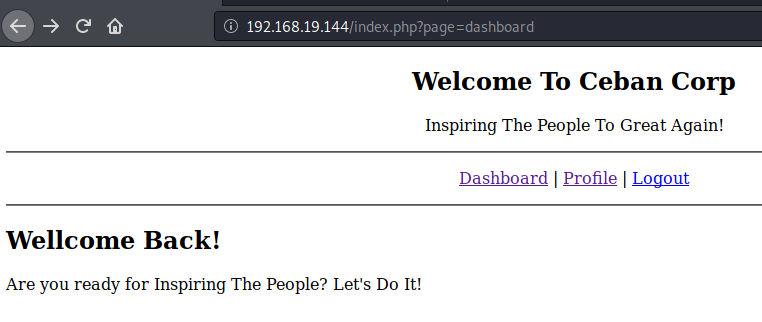 192.168.19.144/index.php?page=dashboard
Welcome To Ceban Corp
Inspiring The People To Great Again!
Dashboard | Profile | Logout
Wellcome Back!
Are you ready for Inspiring The People? Let's Do It!